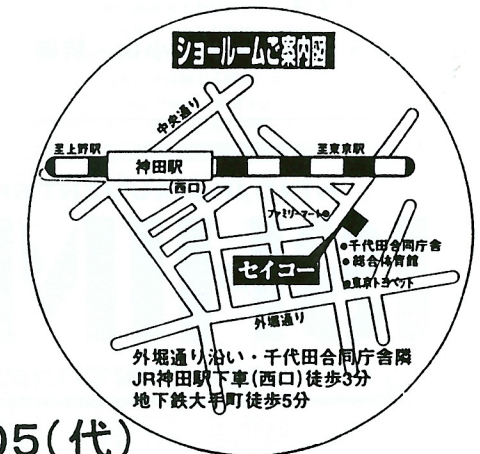 ショールームご案内図
中央通り
至上野駅
至東京駅
神田駅
(西口)
ファミリーマート
千代田合同庁舎
総合体育館
セイコー
東京トヨペット
外堀通り
外堀通り沿い・千代田合同庁舎隣
JR神田駅下車(西口)徒歩3分
地下鉄大手町徒歩5分
05(代)